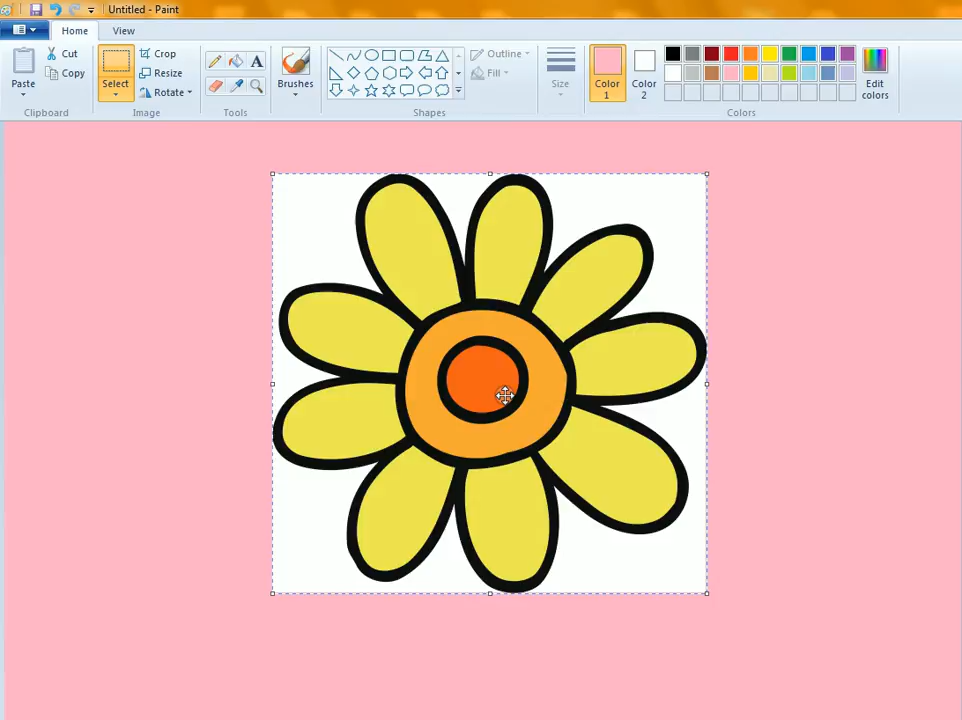 Untitled - Paint
Home
View
Paste
Cut
Copy
Clipboard
Select
Crop
Resize
Rotate
Image
A
Tools
Brushes
Outline
Fill
Shapes
Size
Color
1
Color
2
Edit
colors
Colors